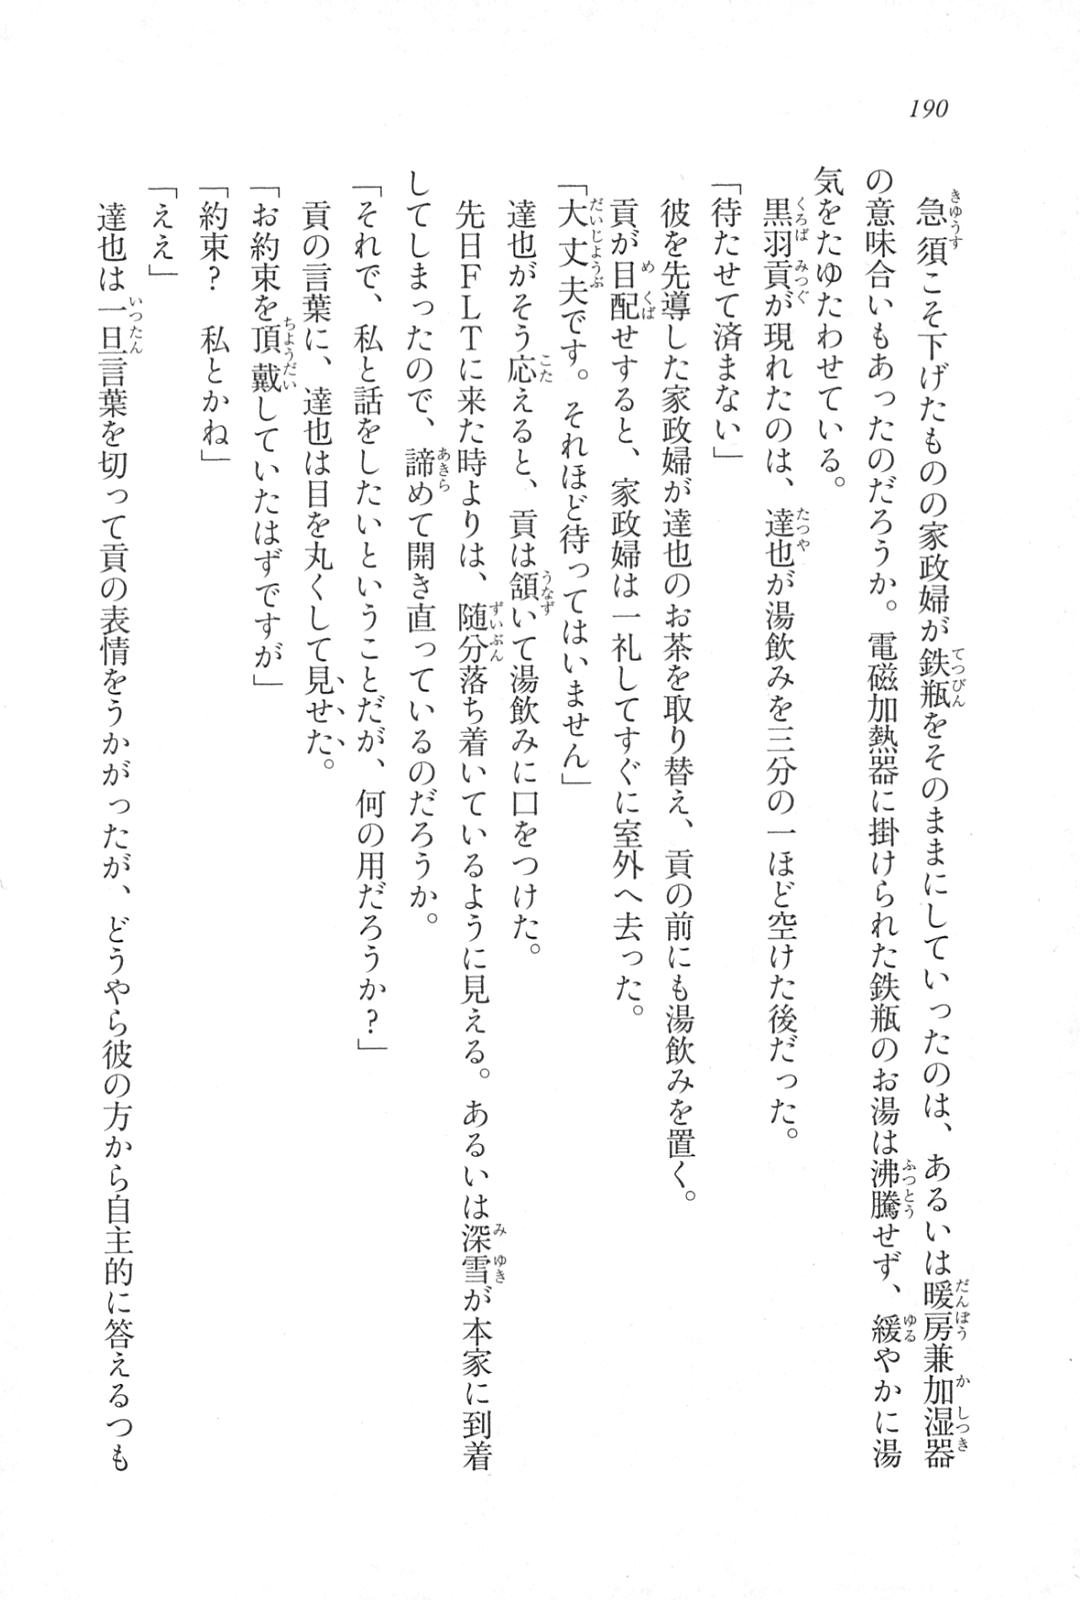 190
急須こそ下げたものの家政婦が鉄瓶をそのままにしていったのは、あるいは暖房兼加湿器
の意味合いもあったのだろうか。電磁加熱器に掛けられた鉄瓶のお湯は沸騰せず、緩やかに湯
気をたゆたわせている。
黒羽貢が現れたのは、達也が湯飲みを三分の一ほど空けた後だった。
「待たせて済まない」
彼を先導した家政婦が達也のお茶を取り替え、貢の前にも湯飲みを置く。
貢が目配せすると、家政婦は一礼してすぐに室外へ去った。
「大丈夫です。それほど待ってはいません」
達也がそう応えると、貢は頷いて湯飲みに口をつけた。
先日ＦＬＴに来た時よりは、随分落ち着いているように見える。あるいは深雪が本家に到着
してしまったので、諦めて開き直っているのだろうか。
「それで、私と話をしたいということだが、何の用だろうか？」
貢の言葉に、達也は目を丸くして見せた。
「お約束を頂戴していたはずですが」
「約束？　私とかね」
「ええ」
達也は一旦言葉を切って貢の表情をうかがったが、どうやら彼の方から自主的に答えるつも